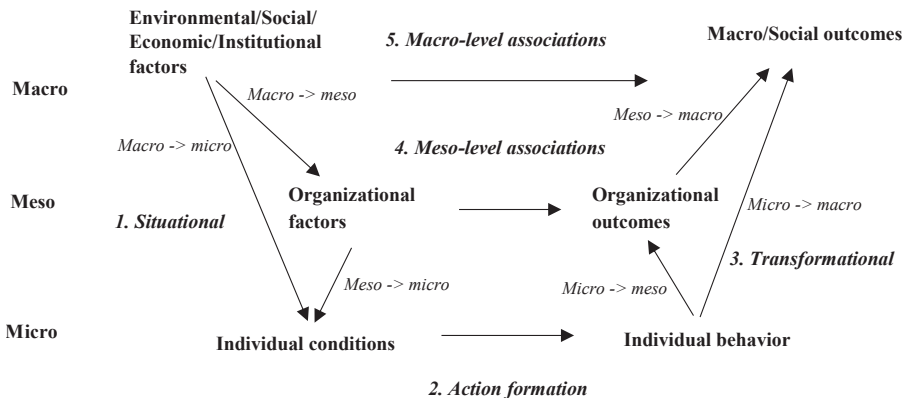 Environmental/Social/
Economic/Institutional
factors
5. Macro-level associations
Macro/Social outcomes
Macro
Macro -> meso
Meso -> macro
Macro -> micro
4. Meso-level associations
Meso
Organizational
factors
Organizational
outcomes
1. Situational
Micro -> macro
3. Transformational
Meso -> micro
Micro -> meso
Micro
Individual conditions
Individual behavior
2. Action formation